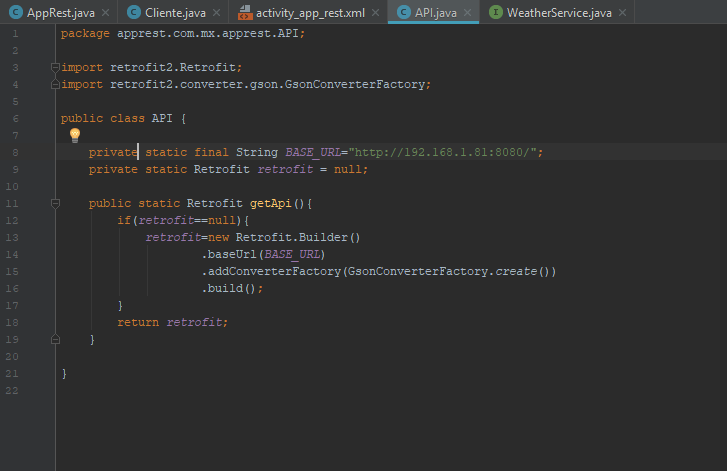 AppRest.java Cliente.java activity_app_rest.xml API.java WeatherService.java
1 package apprest.com.mx.apprest.API;
2
3 import retrofit2.Retrofit;
4 import retrofit2.converter.gson.GsonConverterFactory;
5
6 public class API {
7
8 private static final String BASE_URL="http://192.168.1.81:8080/";
9 private static Retrofit retrofit = null;
10
11 public static Retrofit getApi(){
12 if(retrofit==null){
13 retrofit=new Retrofit.Builder()
14 .baseUrl(BASE_URL)
15 .addConverterFactory(GsonConverterFactory.create())
16 .build();
17 }
18 return retrofit;
19 }
20
21 }
22